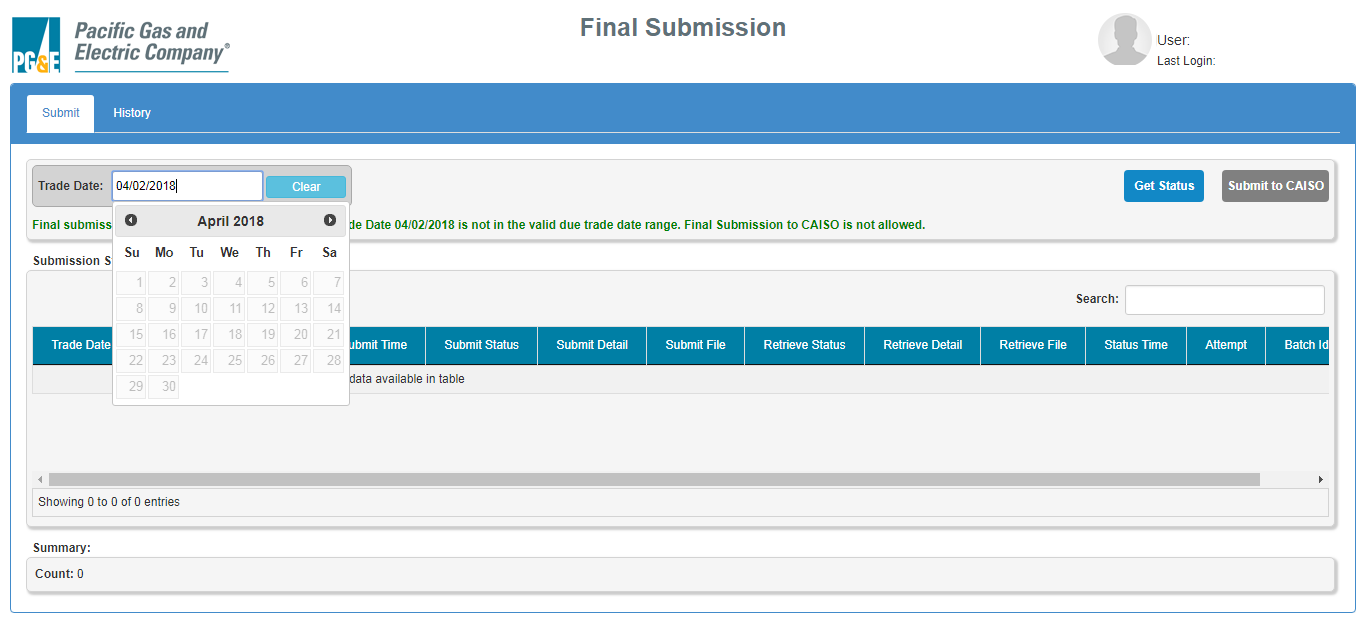 PG&E
Pacific Gas and
Electric Company®
Final Submission
User:
Last Login:
Submit
History
Trade Date:
04/02/2018
Clear
Get Status
Submit to CAISO
Final submiss
de Date 04/02/2018 is not in the valid due trade date range. Final Submission to CAISO is not allowed.
April 2018
Su Mo Tu We Th Fr Sa
1 2 3 4 5 6 7
8 9 10 11 12 13 14
15 16 17 18 19 20 21
22 23 24 25 26 27 28
29 30
Submission S
Search:
Trade Date
ubmit Time
Submit Status
Submit Detail
Submit File
Retrieve Status
Retrieve Detail
Retrieve File
Status Time
Attempt
Batch Id
data available in table
Showing 0 to 0 of 0 entries
Summary:
Count: 0